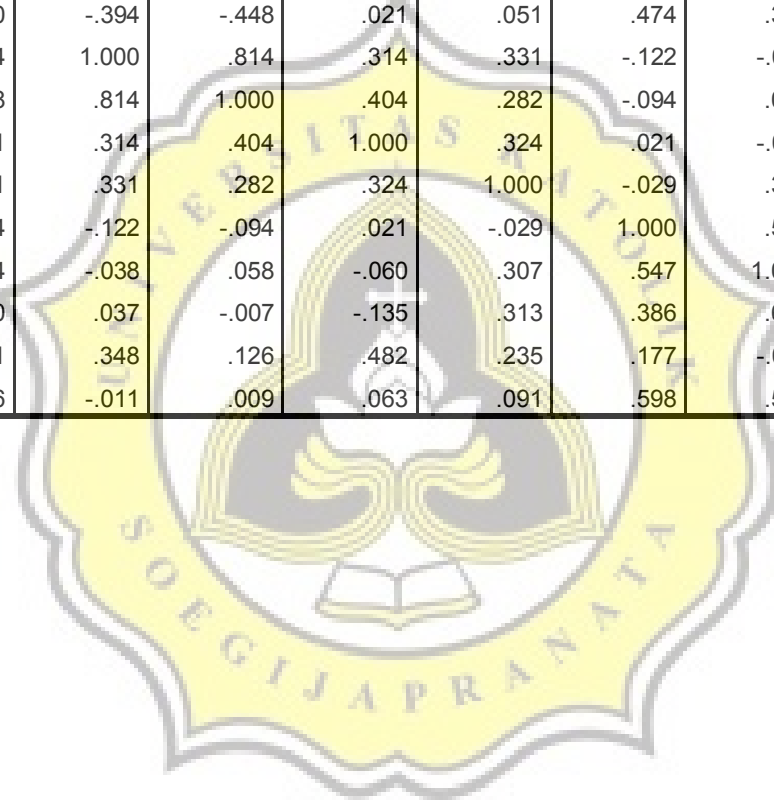 -.394 -.448 .021 .051 .474
1.000 .814 .314 .331 -.122
.814 1.000 .404 .282 -.094
.314 .404 1.000 .324 .021
.331 .282 .324 1.000 -.029
-.122 -.094 .021 -.029 1.000
-.038 .058 -.060 .307 .547
.037 -.007 -.135 .313 .386
.348 .126 .482 .235 .177
-.011 .009 .063 .091 .598
UNIVERSITAS KATOLIK
SOEGIJAPRANATA